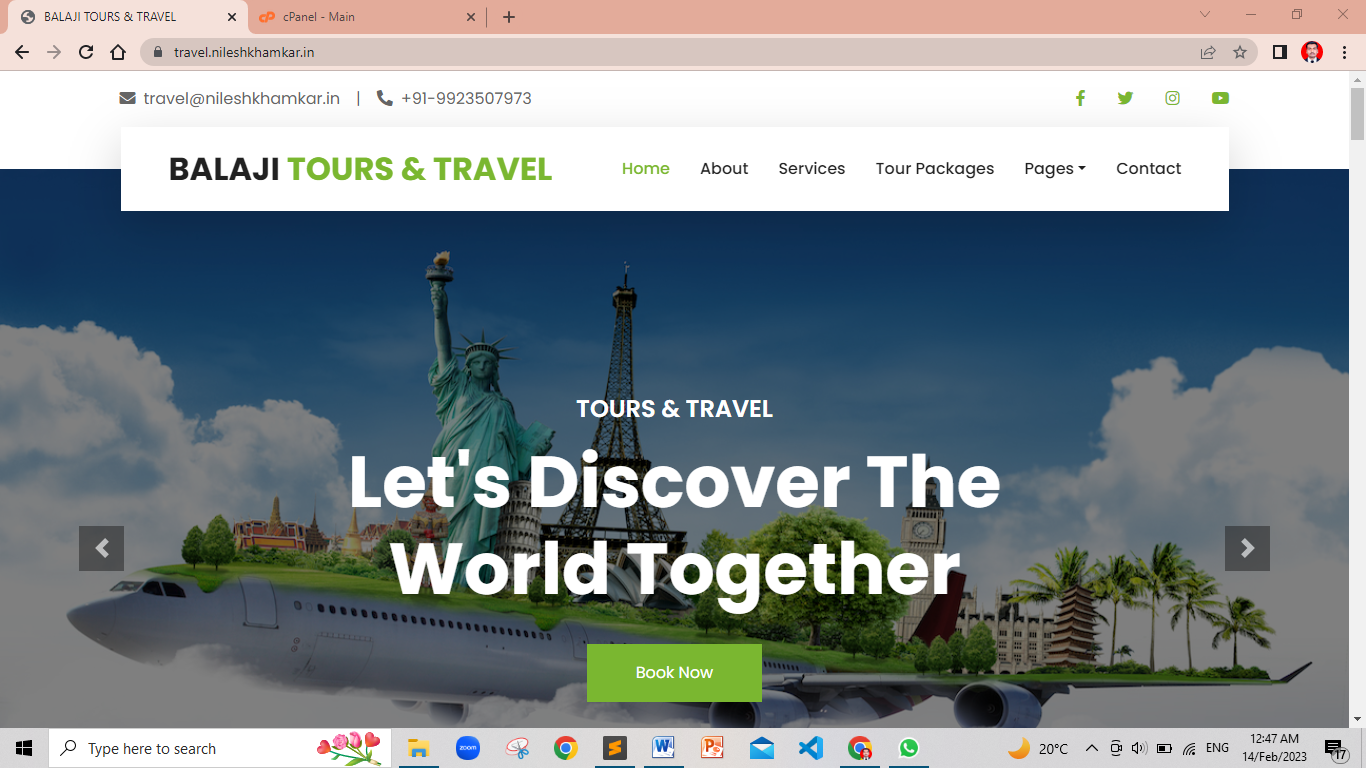 BALAJI TOURS & TRAVEL
cPanel - Main
travel.nileshkhamkar.in
travel@nileshkhamkar.in | +91-9923507973
BALAJI TOURS & TRAVEL
Home About Services Tour Packages Pages Contact
TOURS & TRAVEL
Let's Discover The
World Together
Book Now
Type here to search
zoom
20°C
ENG
12:47 AM
14/Feb/2023
17